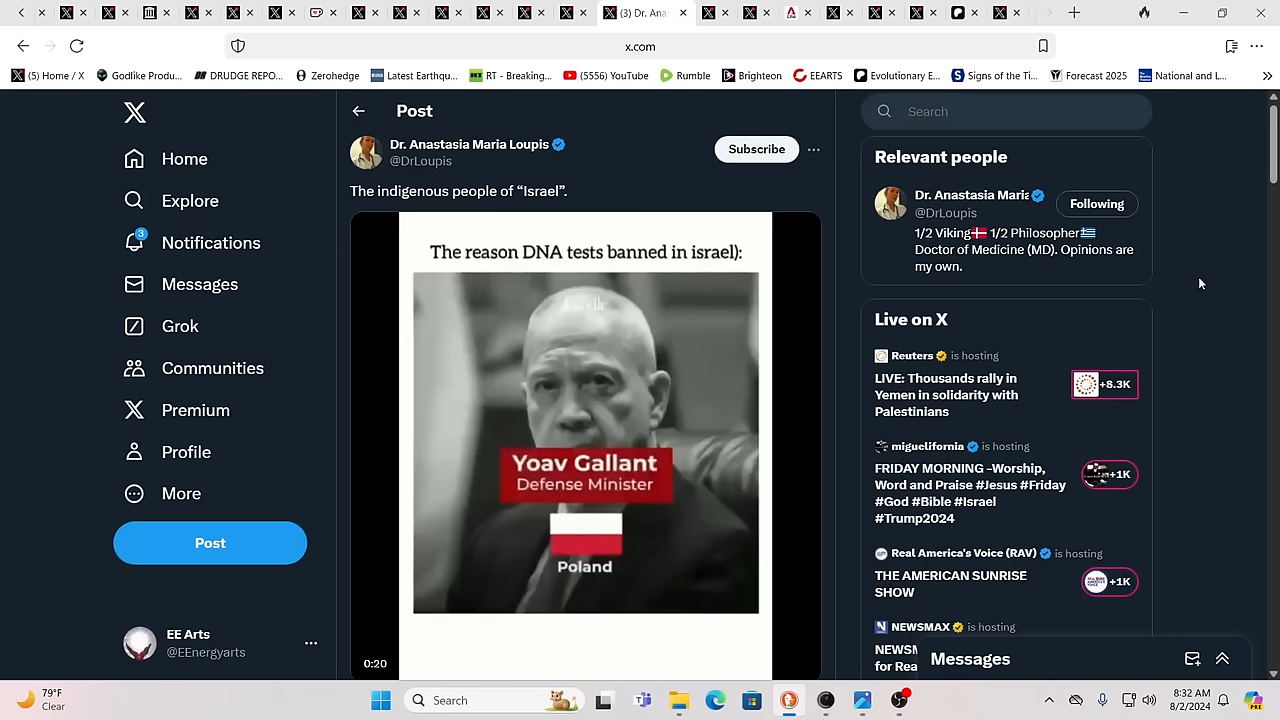 (3) Dr. Ana
x.com
(5) Home / X
Godlike Produ...
DRUDGE REPO...
Zerohedge
Latest Earthqu...
RT - Breaking...
(5556) YouTube
Rumble
Brighteon
EEARTS
Evolutionary E...
Signs of the Ti...
Forecast 2025
National and L...
Home
Explore
3
Notifications
Messages
Grok
Communities
Premium
Profile
More
Post
EE Arts
@EEnergyarts
Post
Dr. Anastasia Maria Loupis
@DrLoupis
Subscribe
The indigenous people of “Israel”.
The reason DNA tests banned in israel):
Yoav Gallant
Defense Minister
Poland
0:20
Search
Relevant people
Dr. Anastasia Maria
@DrLoupis
Following
1/2 Viking🇩🇰 1/2 Philosopher🇬🇷
Doctor of Medicine (MD). Opinions are
my own.
Live on X
Reuters is hosting
LIVE: Thousands rally in
Yemen in solidarity with
Palestinians
+8.3K
miguelifornia is hosting
FRIDAY MORNING -Worship,
Word and Praise #Jesus #Friday
#God #Bible #Israel
#Trump2024
+1K
Real America's Voice (RAV) is hosting
THE AMERICAN SUNRISE
SHOW
+1K
NEWSMAX is hosting
NEWSM
for Rea
Messages
79°F
Clear
Search
8:32 AM
8/2/2024